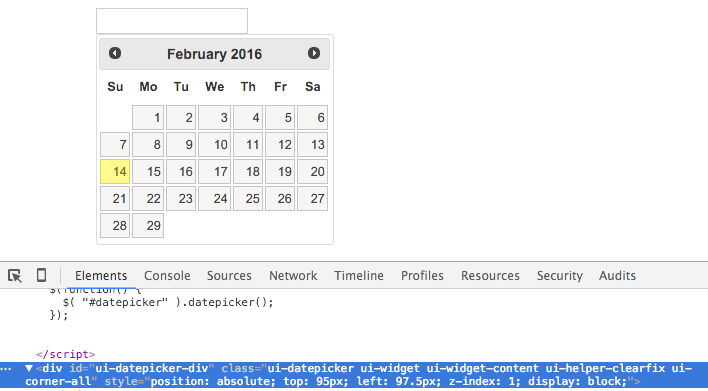 February 2016
Su Mo Tu We Th Fr Sa
1 2 3 4 5 6
7 8 9 10 11 12 13
14 15 16 17 18 19 20
21 22 23 24 25 26 27
28 29
Elements Console Sources Network Timeline Profiles Resources Security Audits
$(function() {
$( "#datepicker" ).datepicker();
});
</script>
... ▼<div id="ui-datepicker-div" class="ui-datepicker ui-widget ui-widget-content ui-helper-clearfix ui-
corner-all" style="position: absolute; top: 95px; left: 97.5px; z-index: 1; display: block;">